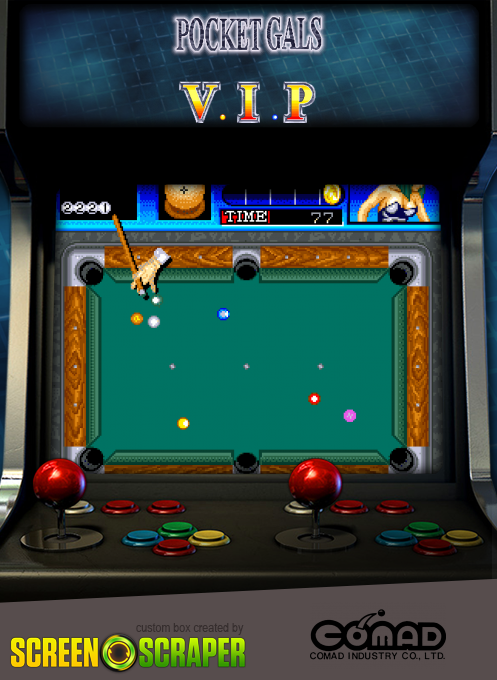 POCKET GALS
V.I.P
2221
TIME 77
custom box created by
SCREEN SCRAPER
COMAD
COMAD INDUSTRY CO., LTD.